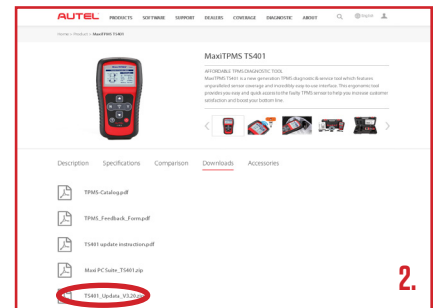 AUTEL PRODUCTS SOFTWARE SUPPORT DEALERS COVERAGE DIAGNOSTIC ABOUT English
Home > Product > MaxiTPMS TS401
MaxiTPMS TS401
AFFORDABLE TPMS DIAGNOSTIC TOOL
MaxiTPMS TS401 is a new generation TPMS diagnostic & service tool which features
unparalleled sensor coverage and incredibly easy-to-use interface. This ergonomic tool
provides you easy and quick access to the faulty TPMS sensor to help you increase customer
satisfaction and boost your bottom line.
Description Specifications Comparison Downloads Accessories
TPMS-Catalog.pdf
TPMS_Feedback_Form.pdf
TS401 update instruction.pdf
Maxi PC Suite_TS401.zip
TS401_Update_V3.20.zip
2.